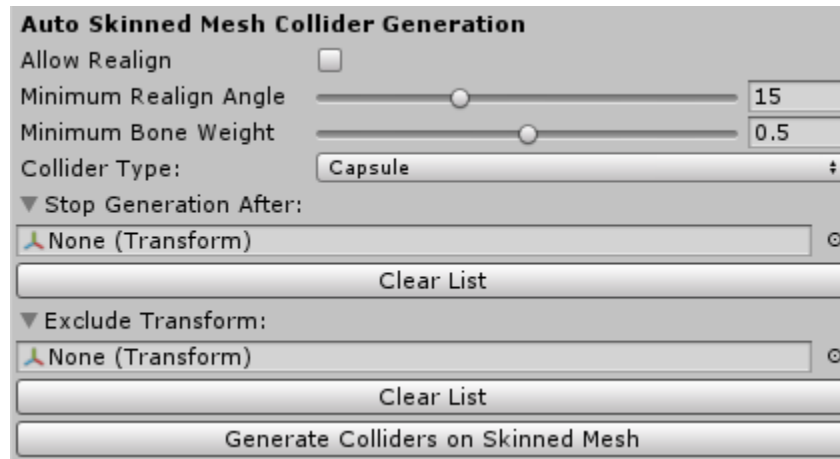 Auto Skinned Mesh Collider Generation
Allow Realign
Minimum Realign Angle 15
Minimum Bone Weight 0.5
Collider Type: Capsule
Stop Generation After:
None (Transform)
Clear List
Exclude Transform:
None (Transform)
Clear List
Generate Colliders on Skinned Mesh